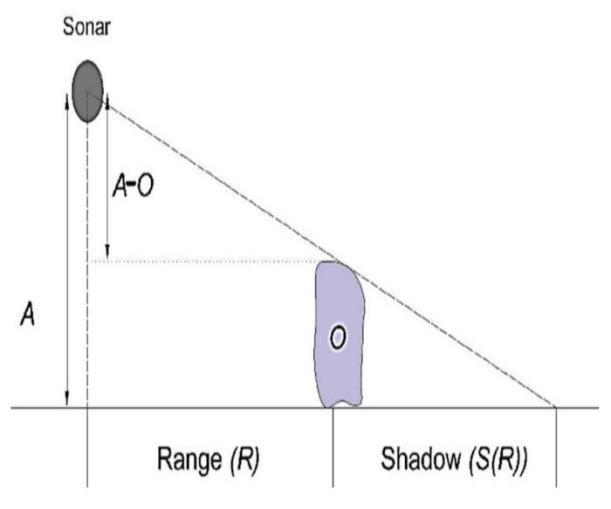 Sonar
A-O
A
O
Range (R)
Shadow (S(R))